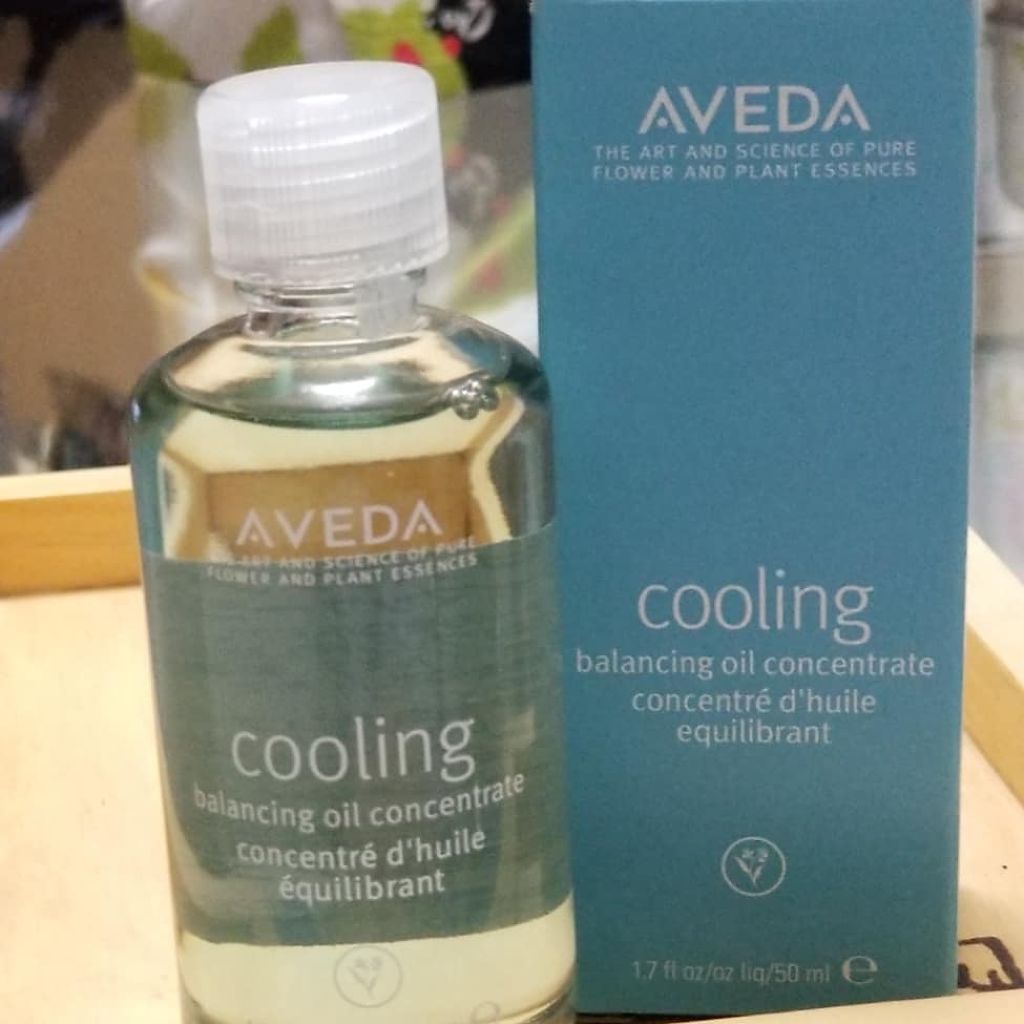 AVEDA
THE ART AND SCIENCE OF PURE
FLOWER AND PLANT ESSENCES
cooling
balancing oil concentrate
concentré d'huile
équilibrant
AVEDA
THE ART AND SCIENCE OF PURE
FLOWER AND PLANT ESSENCES
cooling
balancing oil concentrate
concentré d'huile
equilibrant
1.7 fl oz/oz liq/50 ml e